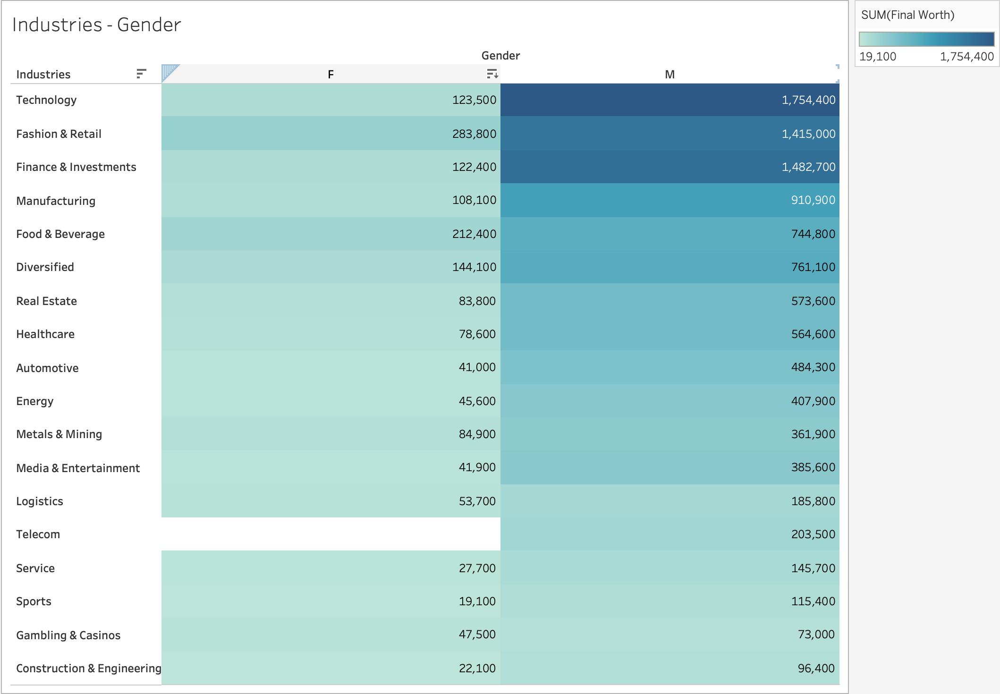 Industries - Gender
SUM(Final Worth)
19,100 1,754,400
Gender
Industries F M
Technology 123,500 1,754,400
Fashion & Retail 283,800 1,415,000
Finance & Investments 122,400 1,482,700
Manufacturing 108,100 910,900
Food & Beverage 212,400 744,800
Diversified 144,100 761,100
Real Estate 83,800 573,600
Healthcare 78,600 564,600
Automotive 41,000 484,300
Energy 45,600 407,900
Metals & Mining 84,900 361,900
Media & Entertainment 41,900 385,600
Logistics 53,700 185,800
Telecom 203,500
Service 27,700 145,700
Sports 19,100 115,400
Gambling & Casinos 47,500 73,000
Construction & Engineering 22,100 96,400